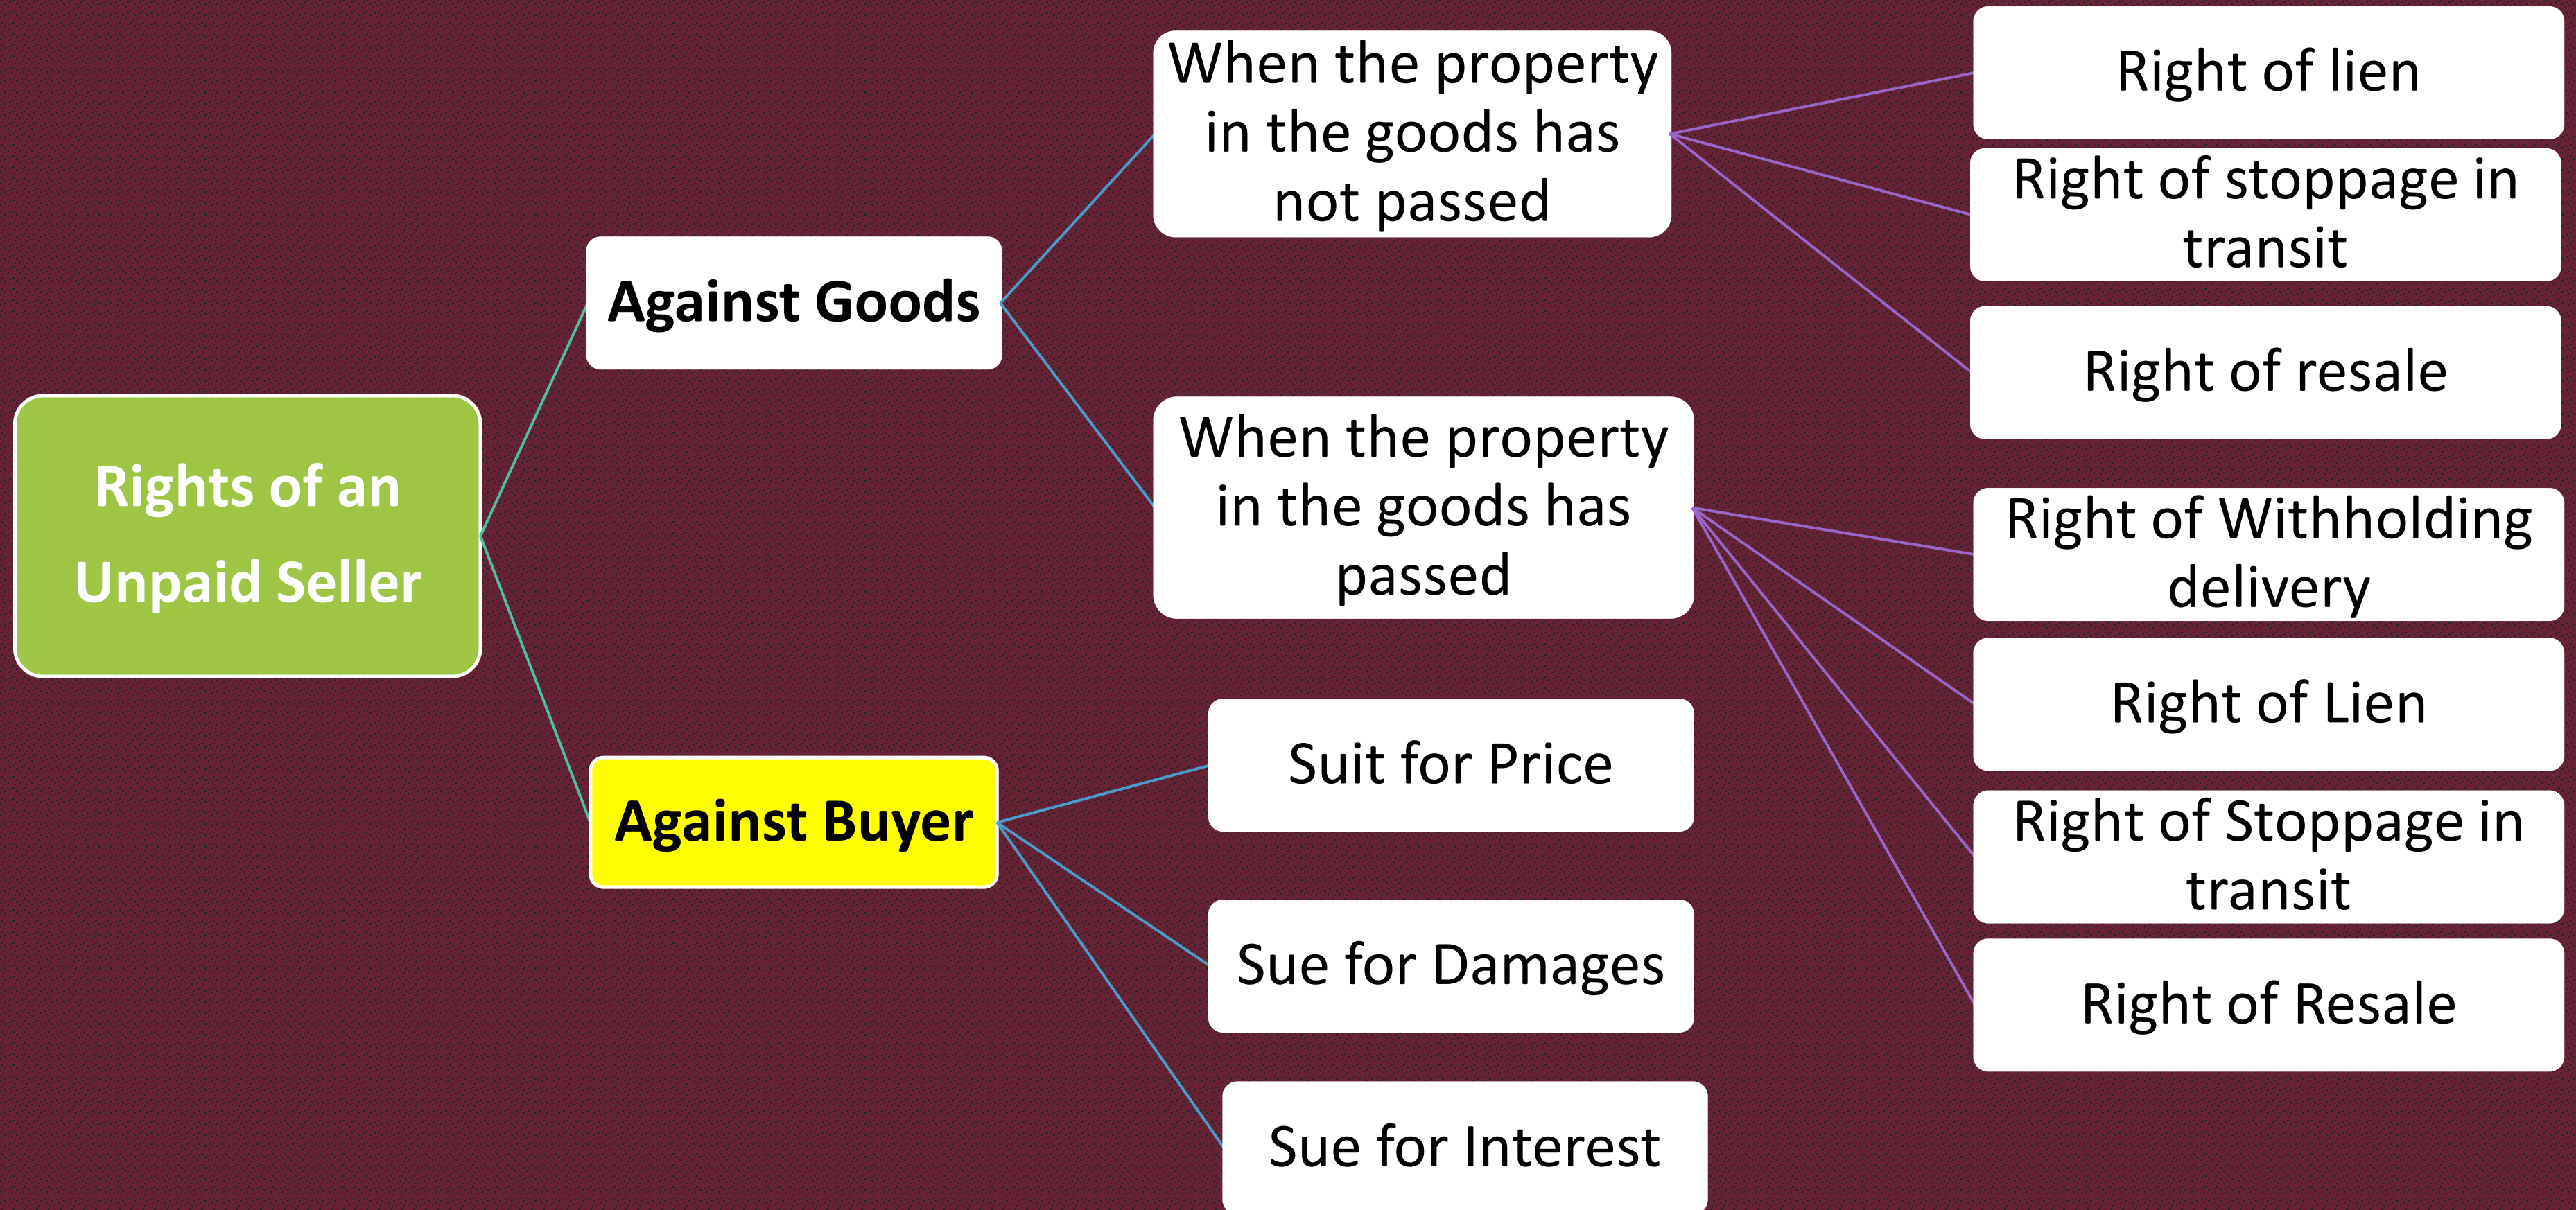 Rights of an
Unpaid Seller
Against Goods
When the property
in the goods has
not passed
Right of lien
Right of stoppage in
transit
Right of resale
When the property
in the goods has
passed
Right of Withholding
delivery
Right of Lien
Right of Stoppage in
transit
Right of Resale
Against Buyer
Suit for Price
Sue for Damages
Sue for Interest